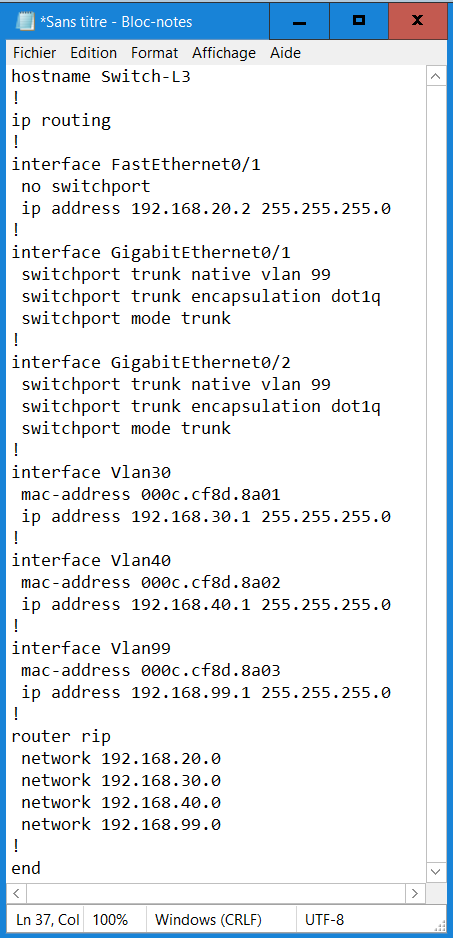 *Sans titre - Bloc-notes
Fichier Edition Format Affichage Aide
hostname Switch-L3
!
ip routing
!
interface FastEthernet0/1
 no switchport
 ip address 192.168.20.2 255.255.255.0
!
interface GigabitEthernet0/1
 switchport trunk native vlan 99
 switchport trunk encapsulation dot1q
 switchport mode trunk
!
interface GigabitEthernet0/2
 switchport trunk native vlan 99
 switchport trunk encapsulation dot1q
 switchport mode trunk
!
interface Vlan30
 mac-address 000c.cf8d.8a01
 ip address 192.168.30.1 255.255.255.0
!
interface Vlan40
 mac-address 000c.cf8d.8a02
 ip address 192.168.40.1 255.255.255.0
!
interface Vlan99
 mac-address 000c.cf8d.8a03
 ip address 192.168.99.1 255.255.255.0
!
router rip
 network 192.168.20.0
 network 192.168.30.0
 network 192.168.40.0
 network 192.168.99.0
!
end
Ln 37, Col 100% Windows (CRLF) UTF-8